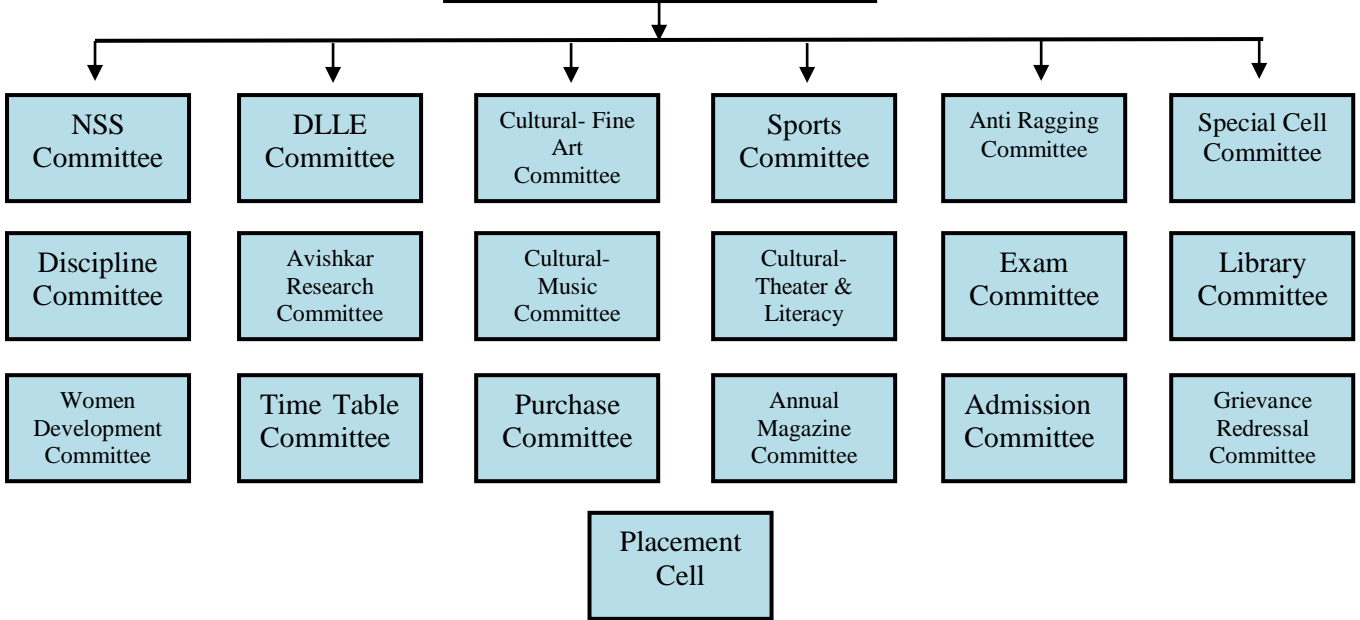 NSS
Committee
DLLE
Committee
Cultural- Fine
Art
Committee
Sports
Committee
Anti Ragging
Committee
Special Cell
Committee
Discipline
Committee
Avishkar
Research
Committee
Cultural-
Music
Committee
Cultural-
Theater &
Literacy
Exam
Committee
Library
Committee
Women
Development
Committee
Time Table
Committee
Purchase
Committee
Annual
Magazine
Committee
Admission
Committee
Grievance
Redressal
Committee
Placement
Cell